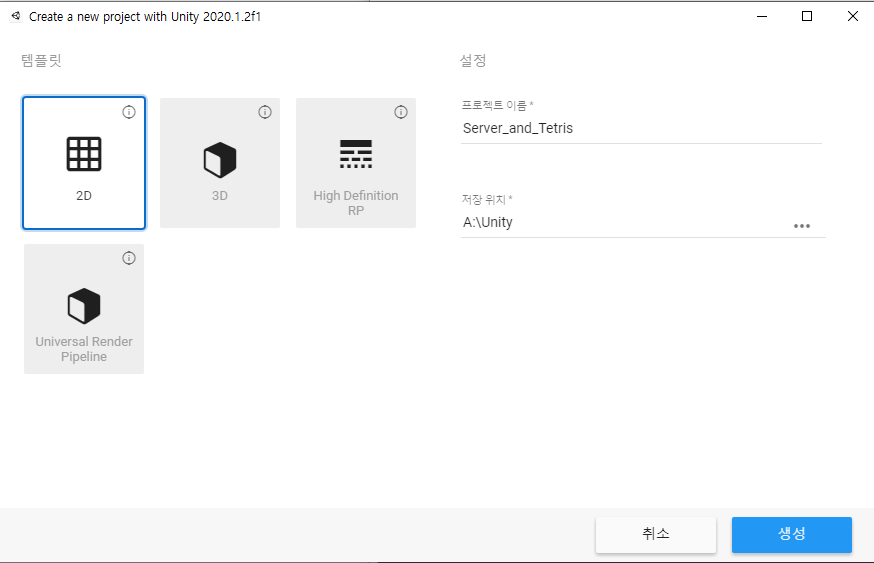 Create a new project with Unity 2020.1.2f1
템플릿
2D
3D
High Definition
RP
Universal Render
Pipeline
설정
프로젝트 이름 *
Server_and_Tetris
저장 위치 *
A:\Unity
취소
생성